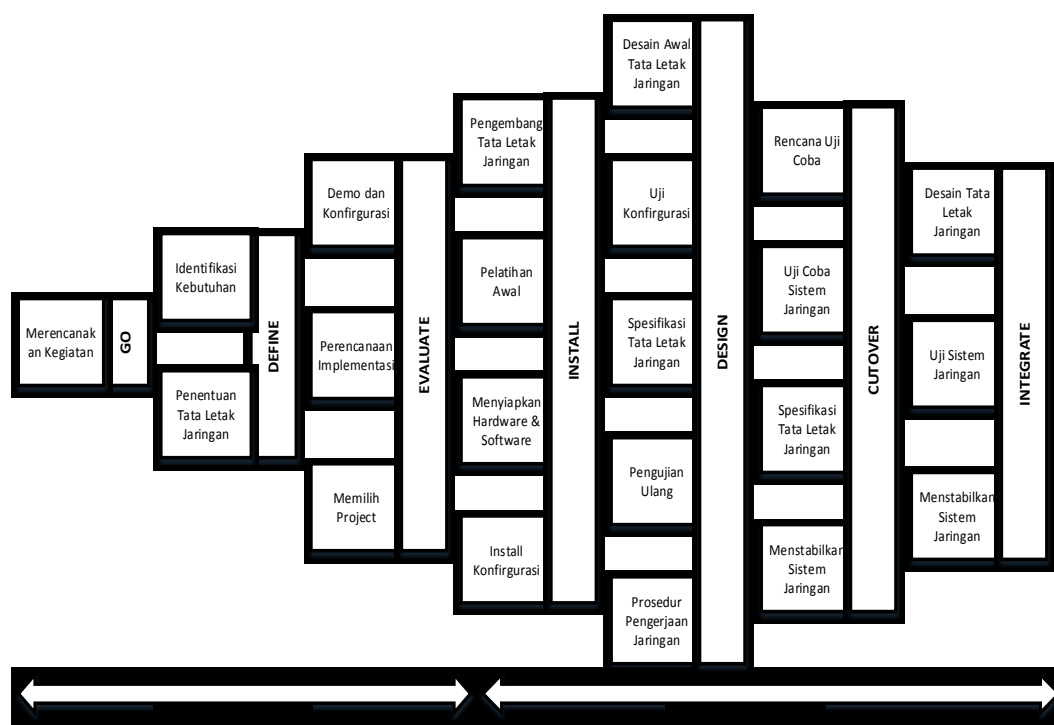 Merencanak
an Kegiatan
GO
Identifikasi
Kebutuhan
Penentuan
Tata Letak
Jaringan
DEFINE
Demo dan
Konfirgurasi
Perencanaan
Implementasi
Memilih
Project
EVALUATE
Pengembang
Tata Letak
Jaringan
Pelatihan
Awal
Menyiapkan
Hardware &
Software
Install
Konfirgurasi
INSTALL
Desain Awal
Tata Letak
Jaringan
Uji
Konfirgurasi
Spesifikasi
Tata Letak
Jaringan
Pengujian
Ulang
Prosedur
Pengerjaan
Jaringan
DESIGN
Rencana Uji
Coba
Uji Coba
Sistem
Jaringan
Spesifikasi
Tata Letak
Jaringan
Menstabilkan
Sistem
Jaringan
CUTOVER
Desain Tata
Letak
Jaringan
Uji Sistem
Jaringan
Menstabilkan
Sistem
Jaringan
INTEGRATE